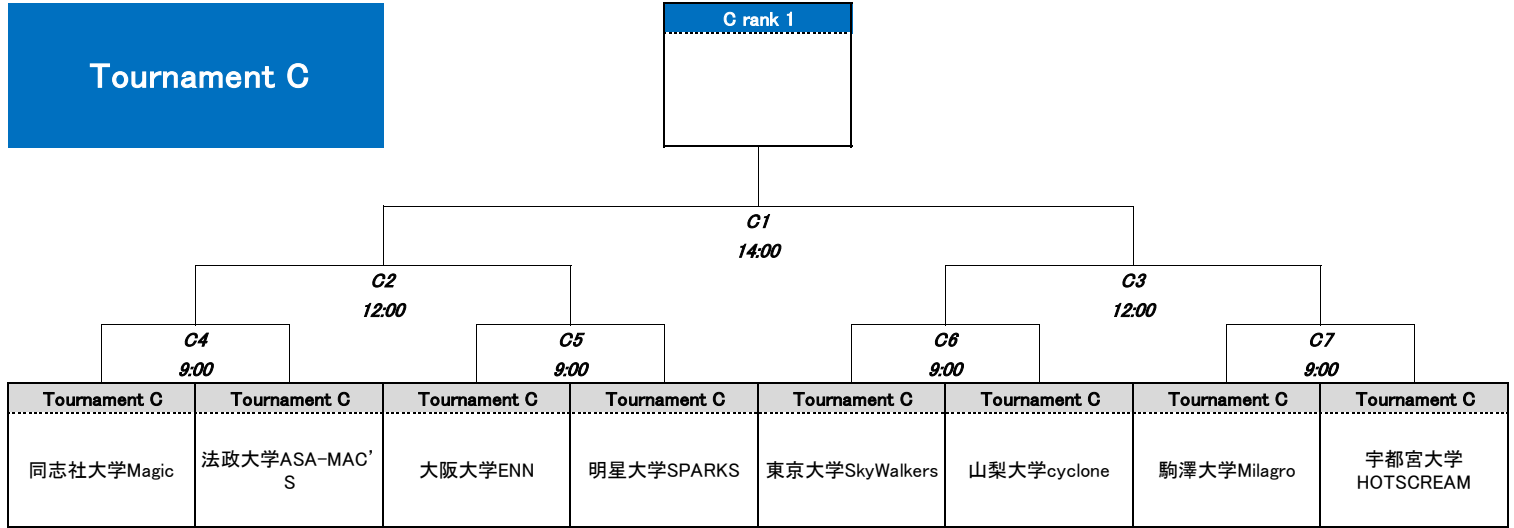 C rank 1
Tournament C
C1
14:00
C2
C3
12:00
12:00
C4
C5
C6
C7
9:00
9:00
9:00
9:00
Tournament C
Tournament C
Tournament C
Tournament C
Tournament C
Tournament C
Tournament C
Tournament C
同志社大学Magic
法政大学ASA-MAC'
S
大阪大学ENN
明星大学SPARKS
東京大学SkyWalkers
山梨大学cyclone
駒澤大学Milagro
宇都宮大学
HOTSCREAM